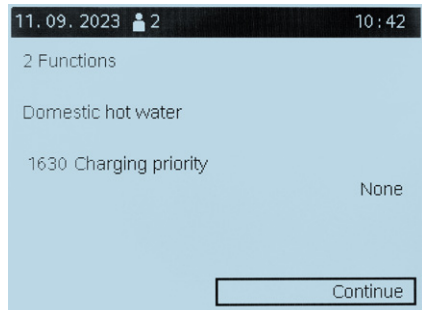 11.09.2023 2 10:42
2 Functions
Domestic hot water
1630 Charging priority
None
Continue